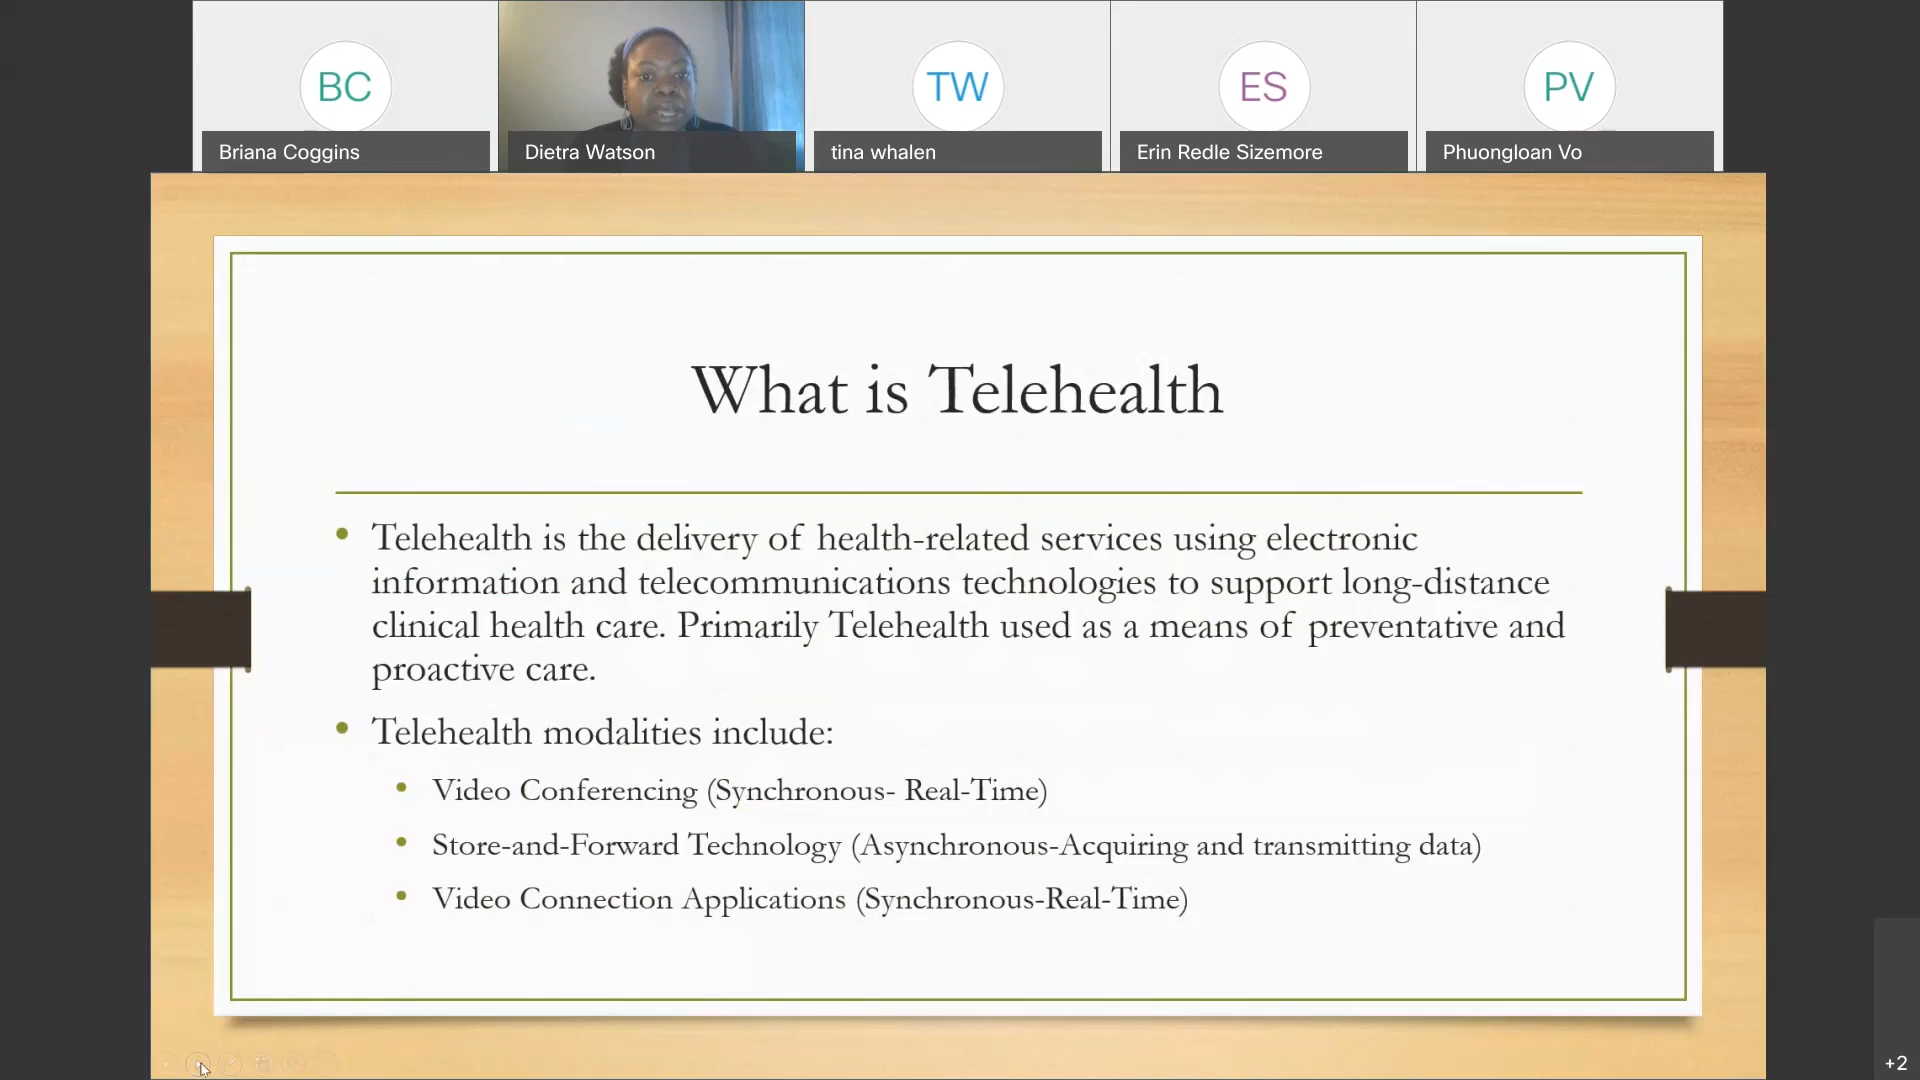 BC
TW
ES
PV
Briana Coggins
Dietra Watson
tina whalen
Erin Redle Sizemore
Phuongloan Vo
What is Telehealth
• Telehealth is the delivery of health-related services using electronic
information and telecommunications technologies to support long-distance
clinical health care. Primarily Telehealth used as a means of preventative and
proactive care.
• Telehealth modalities include:
• Video Conferencing (Synchronous- Real-Time)
• Store-and-Forward Technology (Asynchronous-Acquiring and transmitting data)
• Video Connection Applications (Synchronous-Real-Time)
+2